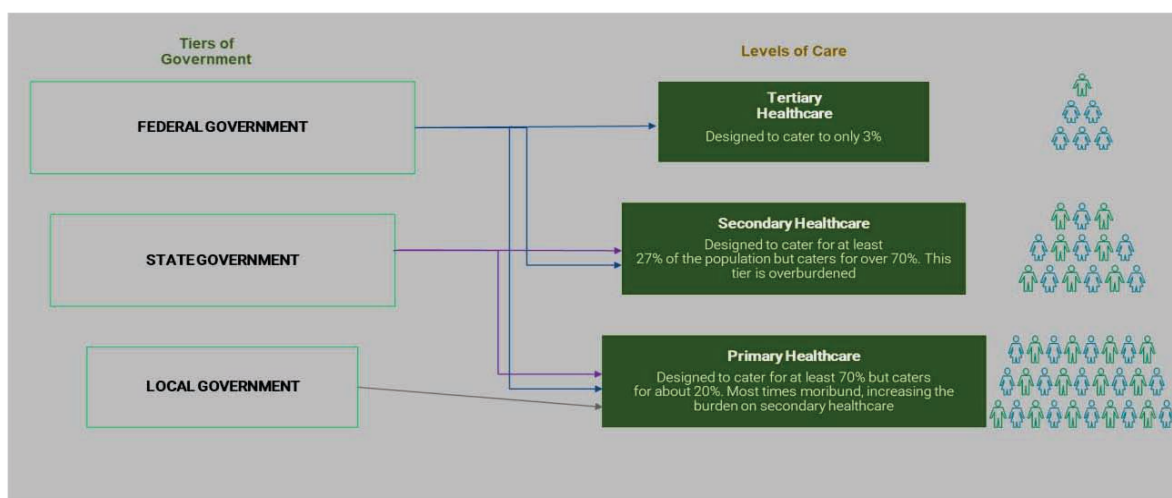 Tiers of
Government
Levels of Care
FEDERAL GOVERNMENT
Tertiary
Healthcare
Designed to cater to only 3%
STATE GOVERNMENT
Secondary Healthcare
Designed to cater for at least
27% of the population but caters for over 70%. This
tier is overburdened
LOCAL GOVERNMENT
Primary Healthcare
Designed to cater for at least 70% but caters
for about 20%. Most times moribund, increasing the
burden on secondary healthcare